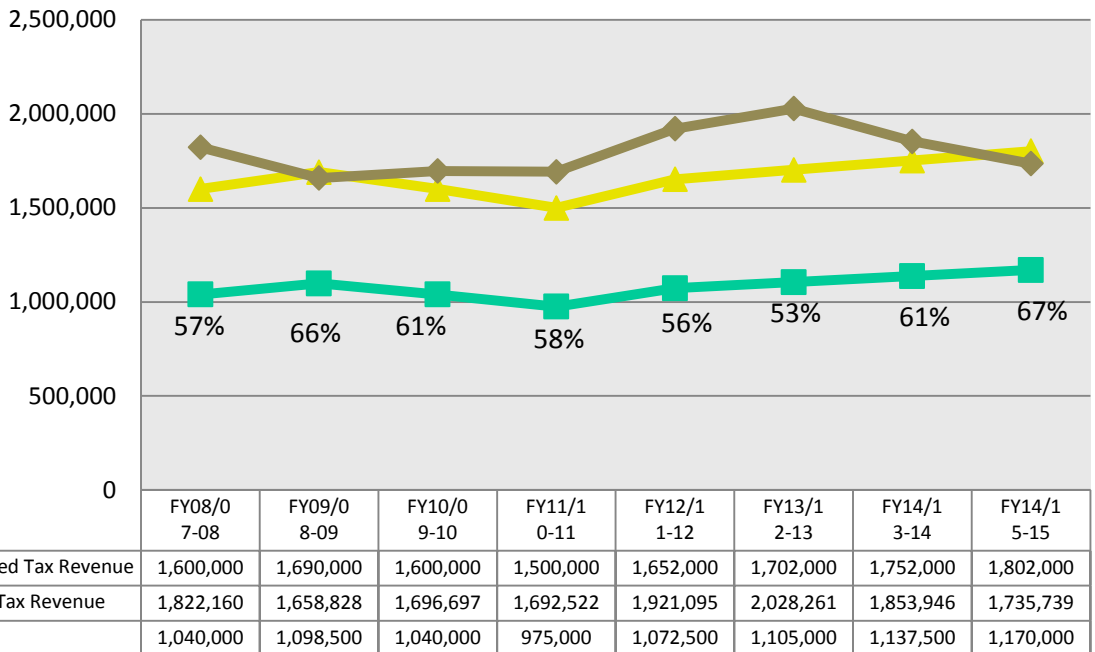 2,500,000
2,000,000
1,500,000
1,000,000
500,000
0
57%
66%
61%
58%
56%
53%
61%
67%
FY08/0 FY09/0 FY10/0 FY11/1 FY12/1 FY13/1 FY14/1 FY14/1
7-08 8-09 9-10 0-11 1-12 2-13 3-14 5-15
ed Tax Revenue 1,600,000 1,690,000 1,600,000 1,500,000 1,652,000 1,702,000 1,752,000 1,802,000
Tax Revenue 1,822,160 1,658,828 1,696,697 1,692,522 1,921,095 2,028,261 1,853,946 1,735,739
1,040,000 1,098,500 1,040,000 975,000 1,072,500 1,105,000 1,137,500 1,170,000